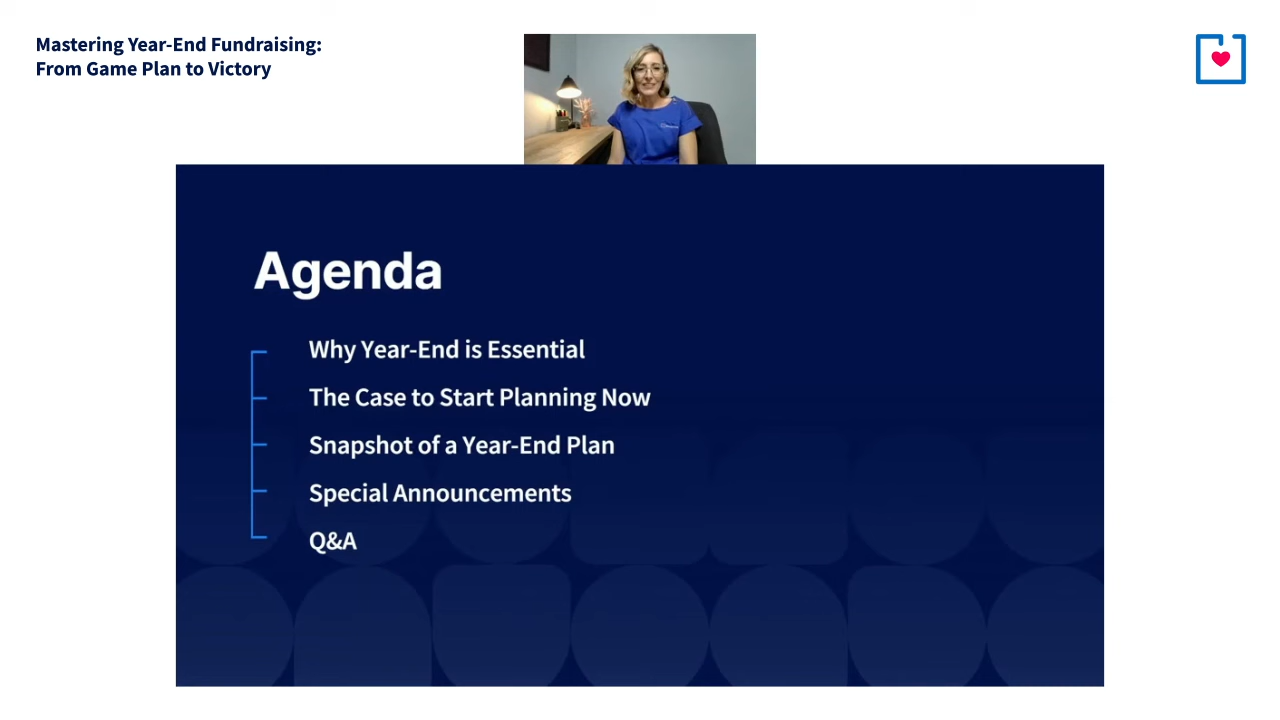 Mastering Year-End Fundraising:
From Game Plan to Victory
Agenda
Why Year-End is Essential
The Case to Start Planning Now
Snapshot of a Year-End Plan
Special Announcements
Q&A